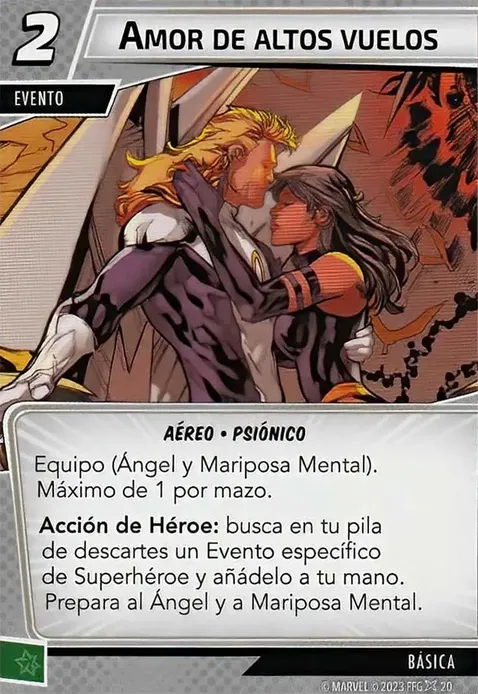 2
AMOR DE ALTOS VUELOS
EVENTO
AÉREO • PSIÓNICO
Equipo (Ángel y Mariposa Mental).
Máximo de 1 por mazo.
Acción de Héroe: busca en tu pila
de descartes un Evento específico
de Superhéroe y añádelo a tu mano.
Prepara al Ángel y a Mariposa Mental.
BÁSICA
© MARVEL © 2023 FFG 20